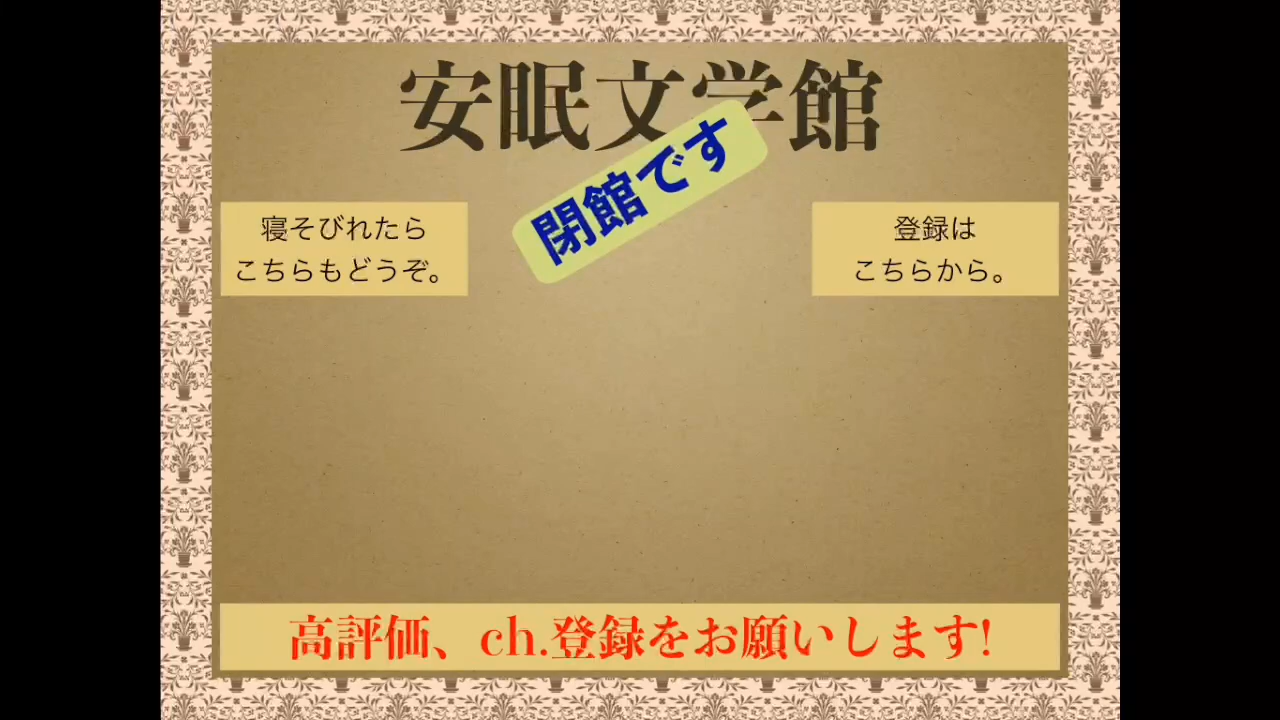 安眠文学館
閉館です
寝そびれたら
こちらもどうぞ。
登録は
こちらから。
高評価、ch.登録をお願いします!